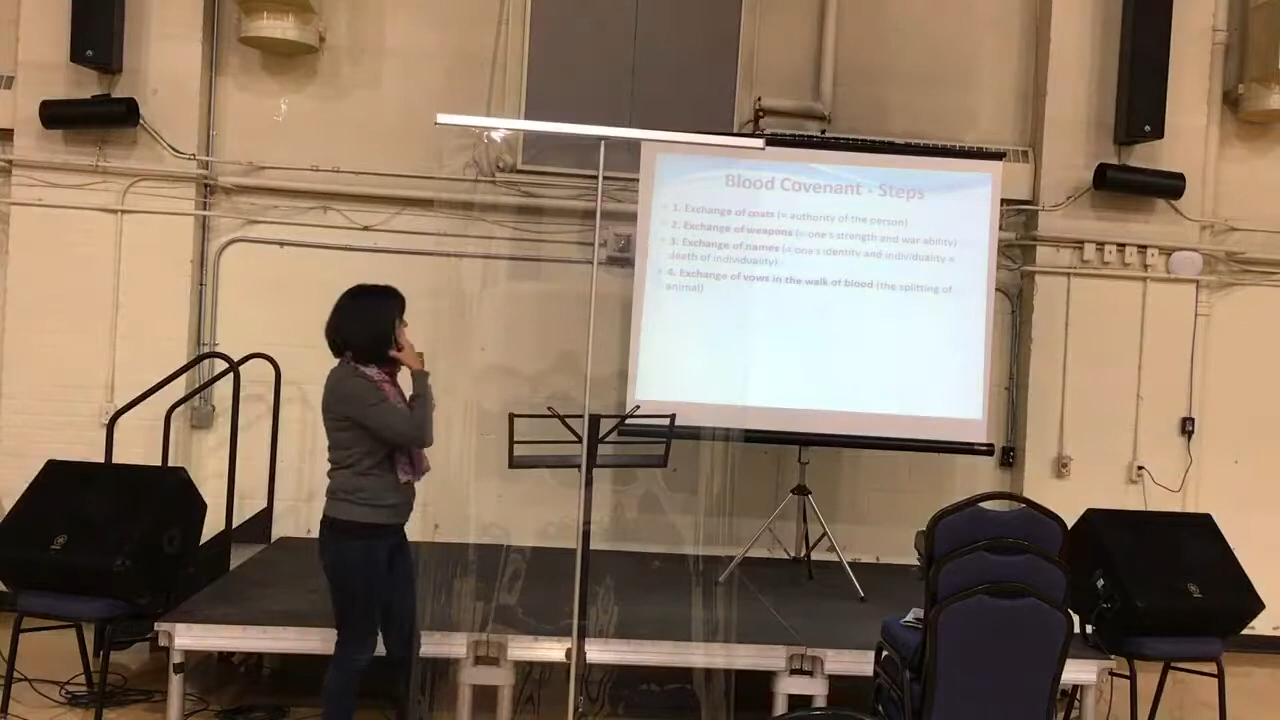 Blood Covenant - Steps
1. Exchange of coats (= authority of the person)
2. Exchange of weapons (= one's strength and war ability)
3. Exchange of names (= one's identity and individuality =
death of individuality)
4. Exchange of vows in the walk of blood (the splitting of
animal)